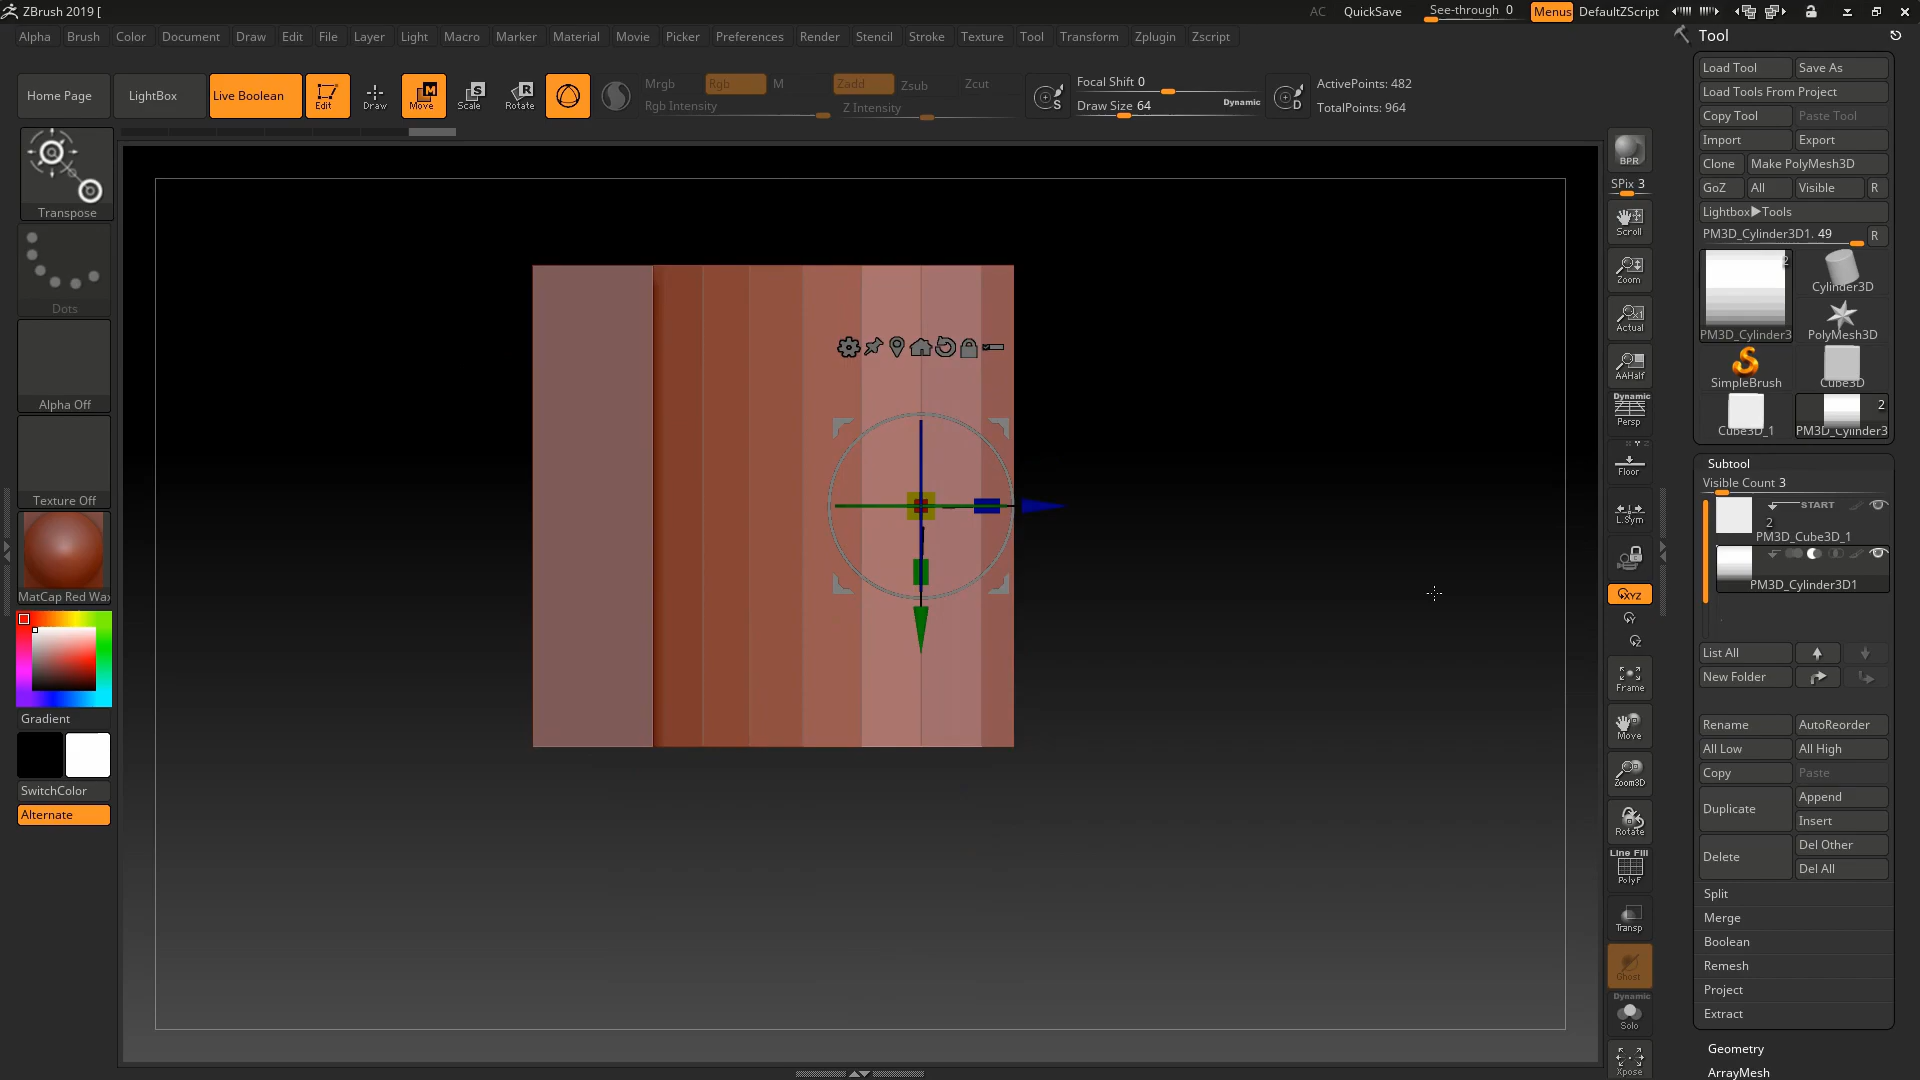 ZBrush 2019 [
AC QuickSave See-through 0 Menus DefaultZScript
Alpha Brush Color Document Draw Edit File Layer Light Macro Marker Material Movie Picker Preferences Render Stencil Stroke Texture Tool Transform Zplugin Zscript
Home Page LightBox Live Boolean Edit Draw Move Scale Rotate
Mrgb Rgb M Zadd Zsub Zcut
Rgb Intensity Z Intensity
Focal Shift 0
Draw Size 64 Dynamic
ActivePoints: 482
TotalPoints: 964
Transpose
Dots
Alpha Off
Texture Off
MatCap Red Wax
Gradient
SwitchColor
Alternate
BPR
SPix 3
Scroll
Zoom
Actual
AAHalf
Dynamic
Persp
Floor
L.Sym
XYZ
Y
Z
Frame
Move
Zoom3D
Rotate
Line Fill
PolyF
Transp
Ghost
Dynamic
Solo
Xpose
Tool
Load Tool Save As
Load Tools From Project
Copy Tool Paste Tool
Import Export
Clone Make PolyMesh3D
GoZ All Visible R
Lightbox▶Tools
PM3D_Cylinder3D1. 49 R
2
PM3D_Cylinder3
Cylinder3D
PolyMesh3D
SimpleBrush Cube3D
2
Cube3D_1 PM3D_Cylinder3
Subtool
Visible Count 3
START
2
PM3D_Cube3D_1
PM3D_Cylinder3D1
List All
New Folder
Rename AutoReorder
All Low All High
Copy Paste
Duplicate Append
Insert
Delete Del Other
Del All
Split
Merge
Boolean
Remesh
Project
Extract
Geometry
ArrayMesh